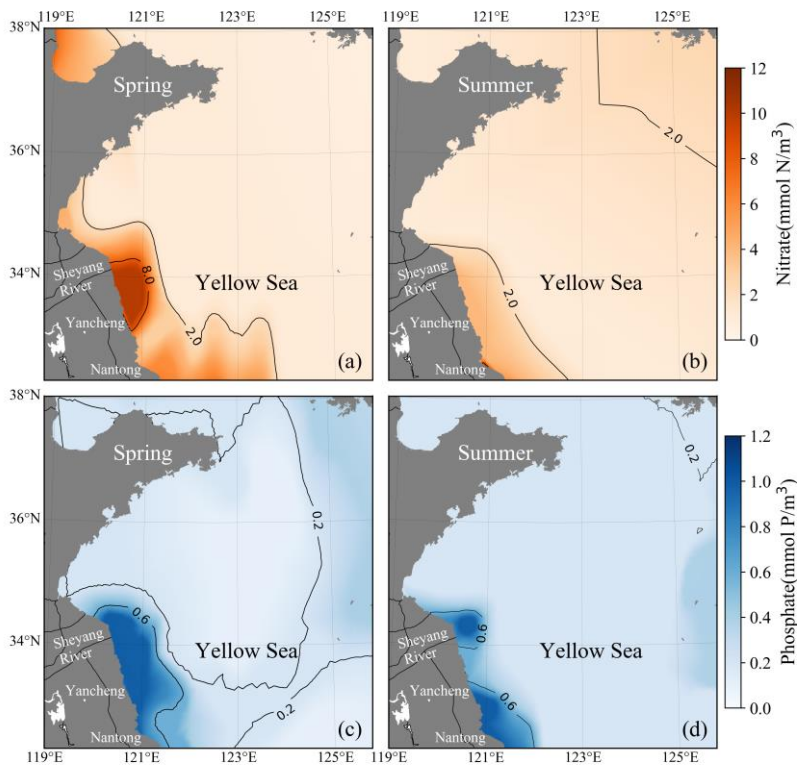 119°E 121°E 123°E 125°E 119°E 121°E 123°E 125°E
38°N
Spring
Summer
2.0
36°N
34°N
8.0
Sheyang
River
Yellow Sea
2.0
Yancheng
Nantong
(a)
Sheyang
River
Yellow Sea
2.0
Yancheng
Nantong
(b)
12
10
8
6
4
2
0
Nitrate(mmol N/m³)
38°N
Spring
0.2
Summer
0.2
36°N
34°N
0.6
Sheyang
River
Yellow Sea
Yancheng
0.2
Nantong
(c)
0.6
Sheyang
River
Yellow Sea
Yancheng
0.6
Nantong
(d)
1.2
1.0
0.8
0.6
0.4
0.2
0.0
Phosphate(mmol P/m³)
119°E 121°E 123°E 125°E 119°E 121°E 123°E 125°E